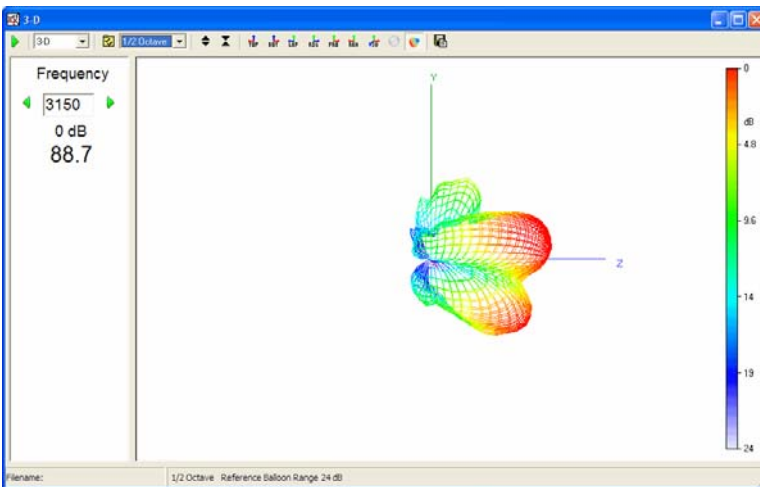 3-D
3D
1/2 Octave
Frequency
3150
0 dB
88.7
Y
Z
0
dB
4.8
9.6
14
19
24
Filename:
1/2 Octave Reference Balloon Range 24 dB